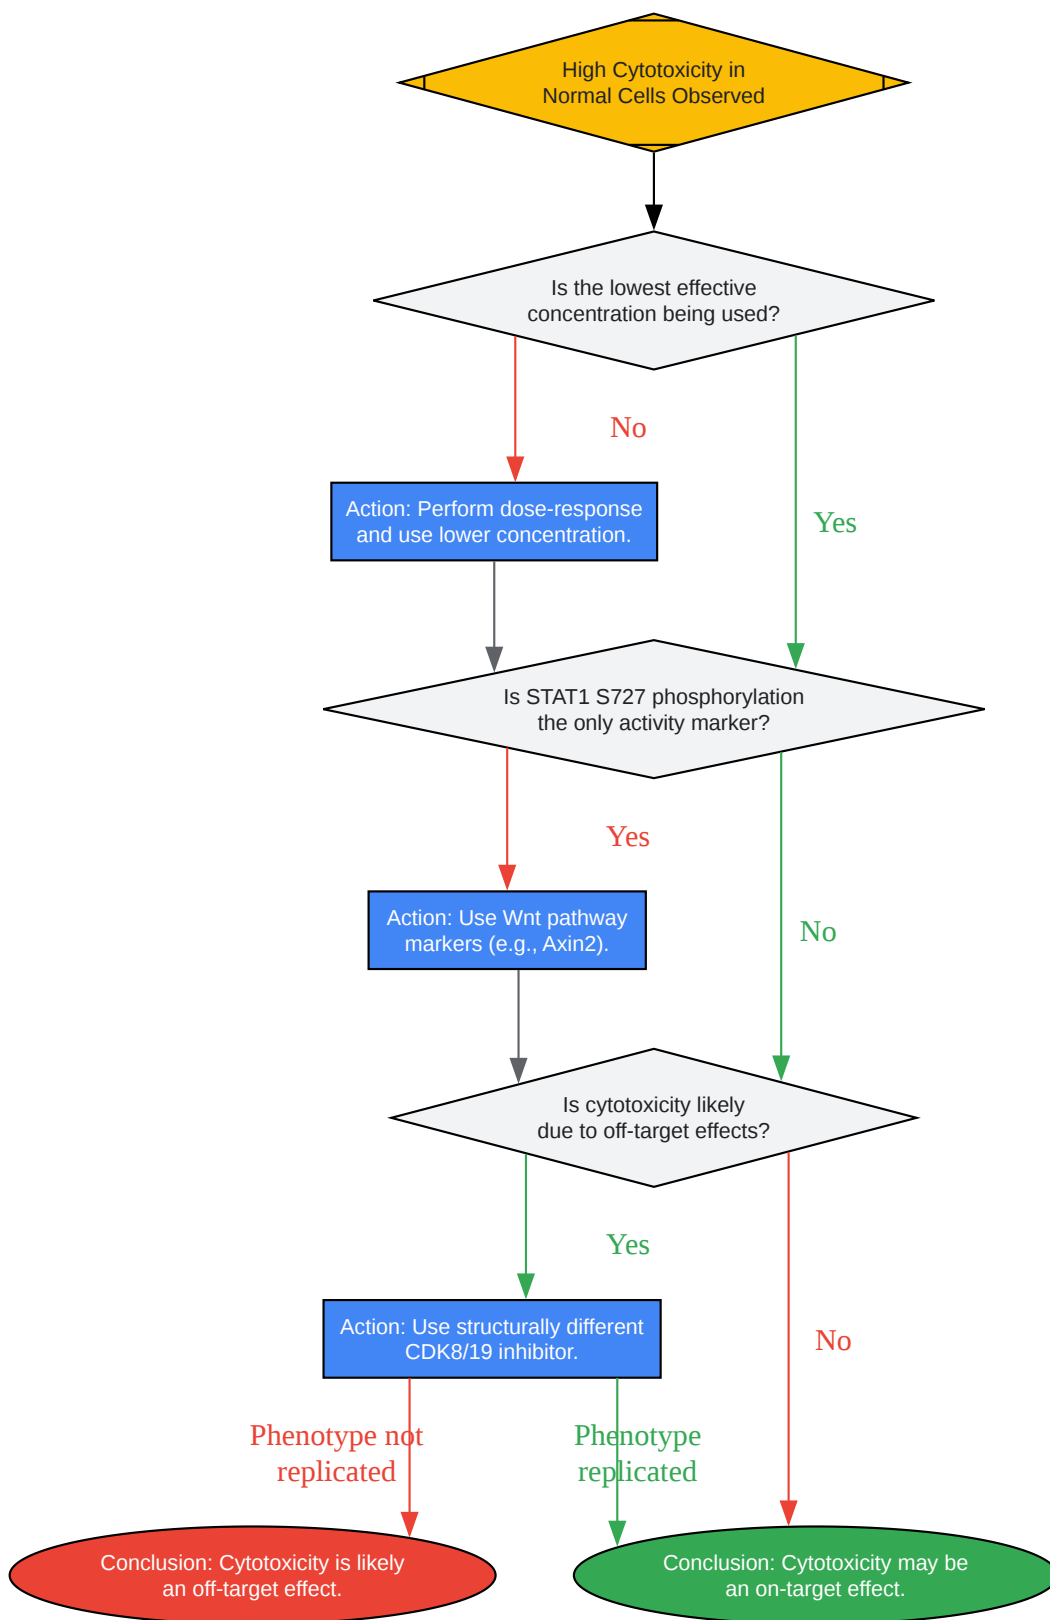 High Cytotoxicity in
Normal Cells Observed
Is the lowest effective
concentration being used?
No
Action: Perform dose-response
and use lower concentration.
Yes
Is STAT1 S727 phosphorylation
the only activity marker?
Yes
Action: Use Wnt pathway
markers (e.g., Axin2).
No
Is cytotoxicity likely
due to off-target effects?
Yes
Action: Use structurally different
CDK8/19 inhibitor.
No
Phenotype not
replicated
Phenotype
replicated
Conclusion: Cytotoxicity is likely
an off-target effect.
Conclusion: Cytotoxicity may be
an on-target effect.